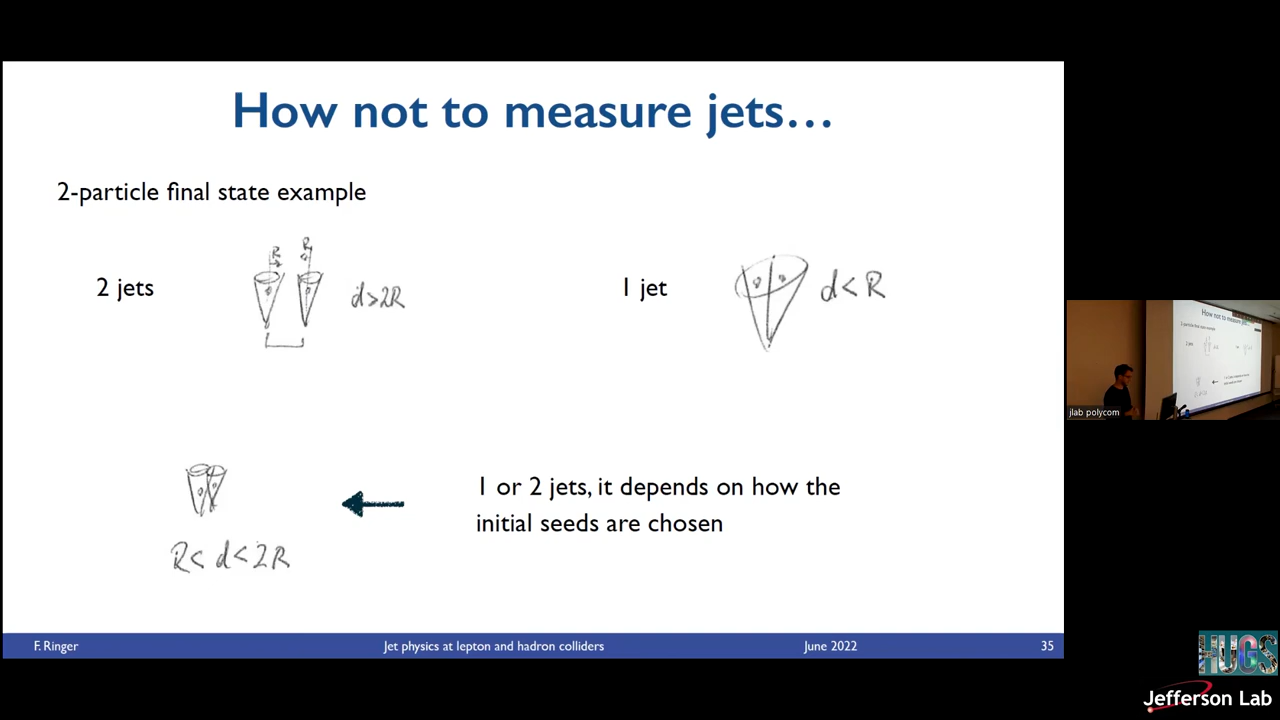 How not to measure jets...
2-particle final state example
R R
2 jets
d>2R
1 jet
d<R
1 or 2 jets, it depends on how the
initial seeds are chosen
R< d<2R
F. Ringer
Jet physics at lepton and hadron colliders
June 2022
35
jlab polycom
HUGS
Jefferson Lab